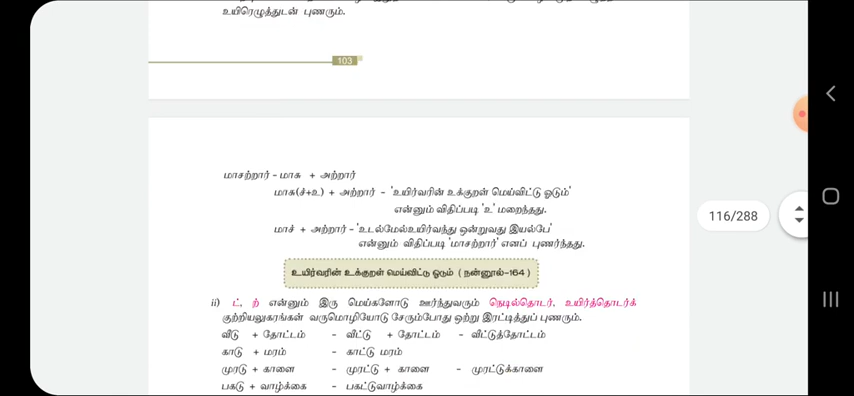 உயிரெழுத்துடன் புணரும்.
103
மாசற்றார் - மாசு + அற்றார்
மாசு(ச்+உ) + அற்றார் - 'உயிர்வரின் உக்குறள் மெய்விட்டு ஓடும்'
என்னும் விதிப்படி 'உ' மறைந்தது.
மாச் + அற்றார் - 'உடல்மேல்உயிர்வந்து ஒன்றுவது இயல்பே'
என்னும் விதிப்படி 'மாசற்றார்' எனப் புணர்ந்தது.
உயிர்வரின் உக்குறள் மெய்விட்டு ஓடும் ( நன்னூல்-164)
ii) ட், ற் என்னும் இரு மெய்களோடு ஊர்ந்துவரும் நெடில்தொடர், உயிர்த்தொடர்க்
குற்றியலுகரங்கள் வருமொழியோடு சேரும்போது ஒற்று இரட்டித்துப் புணரும்.
வீடு + தோட்டம் - வீட்டு + தோட்டம் - வீட்டுத்தோட்டம்
காடு + மரம் - காட்டு மரம்
முரடு + காளை - முரட்டு + காளை - முரட்டுக்காளை
பகடு + வாழ்க்கை - பகட்டுவாழ்க்கை
116/288